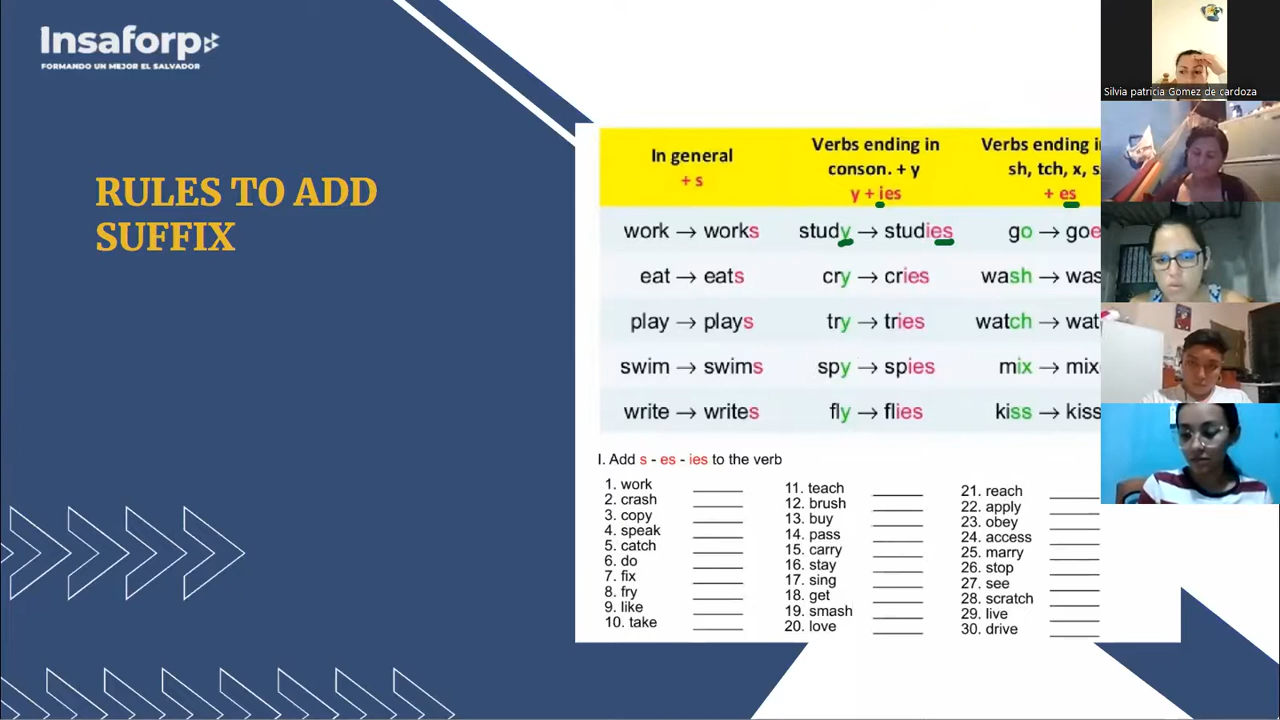 Insaforp
FORMANDO UN MEJOR EL SALVADOR
RULES TO ADD
SUFFIX
In general
+ s
Verbs ending in
conson. + y
y + ies
Verbs ending i
sh, tch, x, s
+ es
work → works
study → studies
go → goe
eat → eats
cry → cries
wash → was
play → plays
try → tries
watch → wat
swim → swims
spy → spies
mix → mix
write → writes
fly → flies
kiss → kiss
I. Add s - es - ies to the verb
1. work
2. crash
3. copy
4. speak
5. catch
6. do
7. fix
8. fry
9. like
10. take
11. teach
12. brush
13. buy
14. pass
15. carry
16. stay
17. sing
18. get
19. smash
20. love
21. reach
22. apply
23. obey
24. access
25. marry
26. stop
27. see
28. scratch
29. live
30. drive
Silvia patricia Gomez de cardoza